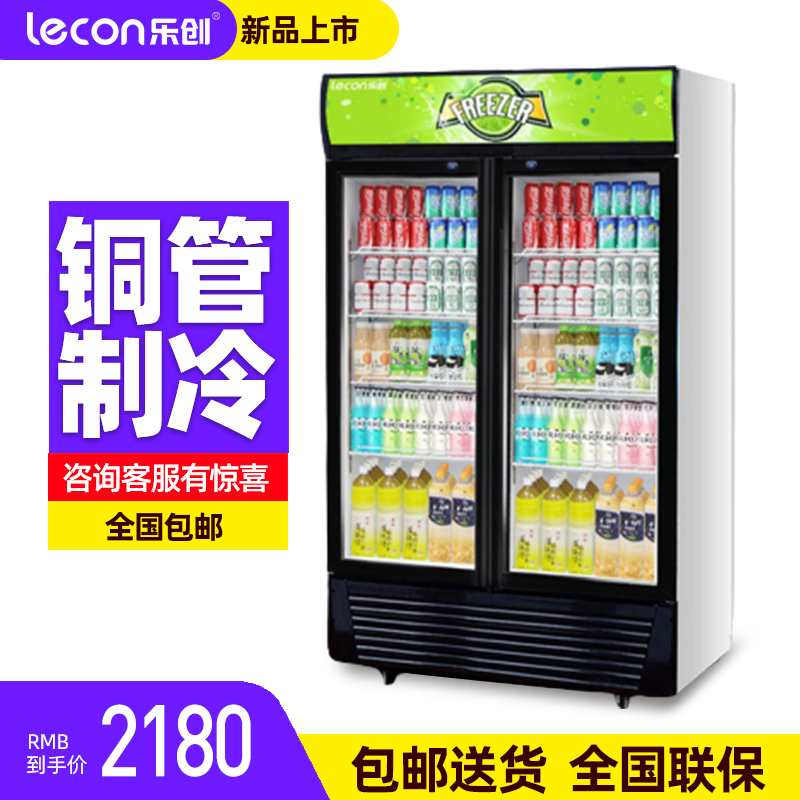 lecon乐创® 新品上市
lecon乐创
FREEZER
铜管
制冷
咨询客服有惊喜
全国包邮
RMB
到手价 2180
包邮送货 全国联保